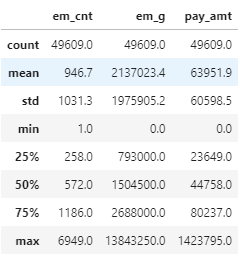 em_cnt em_g pay_amt
count 49609.0 49609.0 49609.0
mean 946.7 2137023.4 63951.9
std 1031.3 1975905.2 60598.5
min 1.0 0.0 0.0
25% 258.0 793000.0 23649.0
50% 572.0 1504500.0 44758.0
75% 1186.0 2688000.0 80237.0
max 6949.0 13843250.0 1423795.0